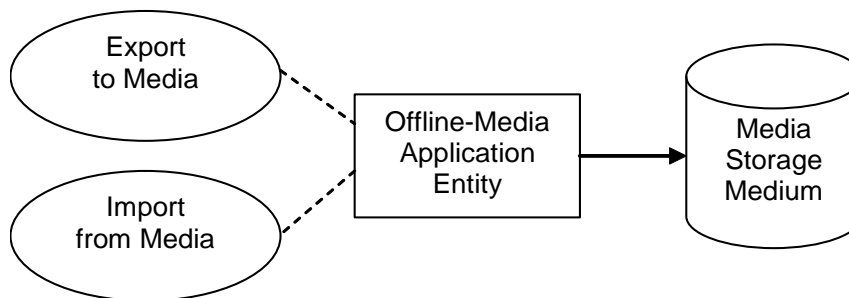 Export
to Media
Offline-Media
Application
Entity
Media
Storage
Medium
Import
from Media